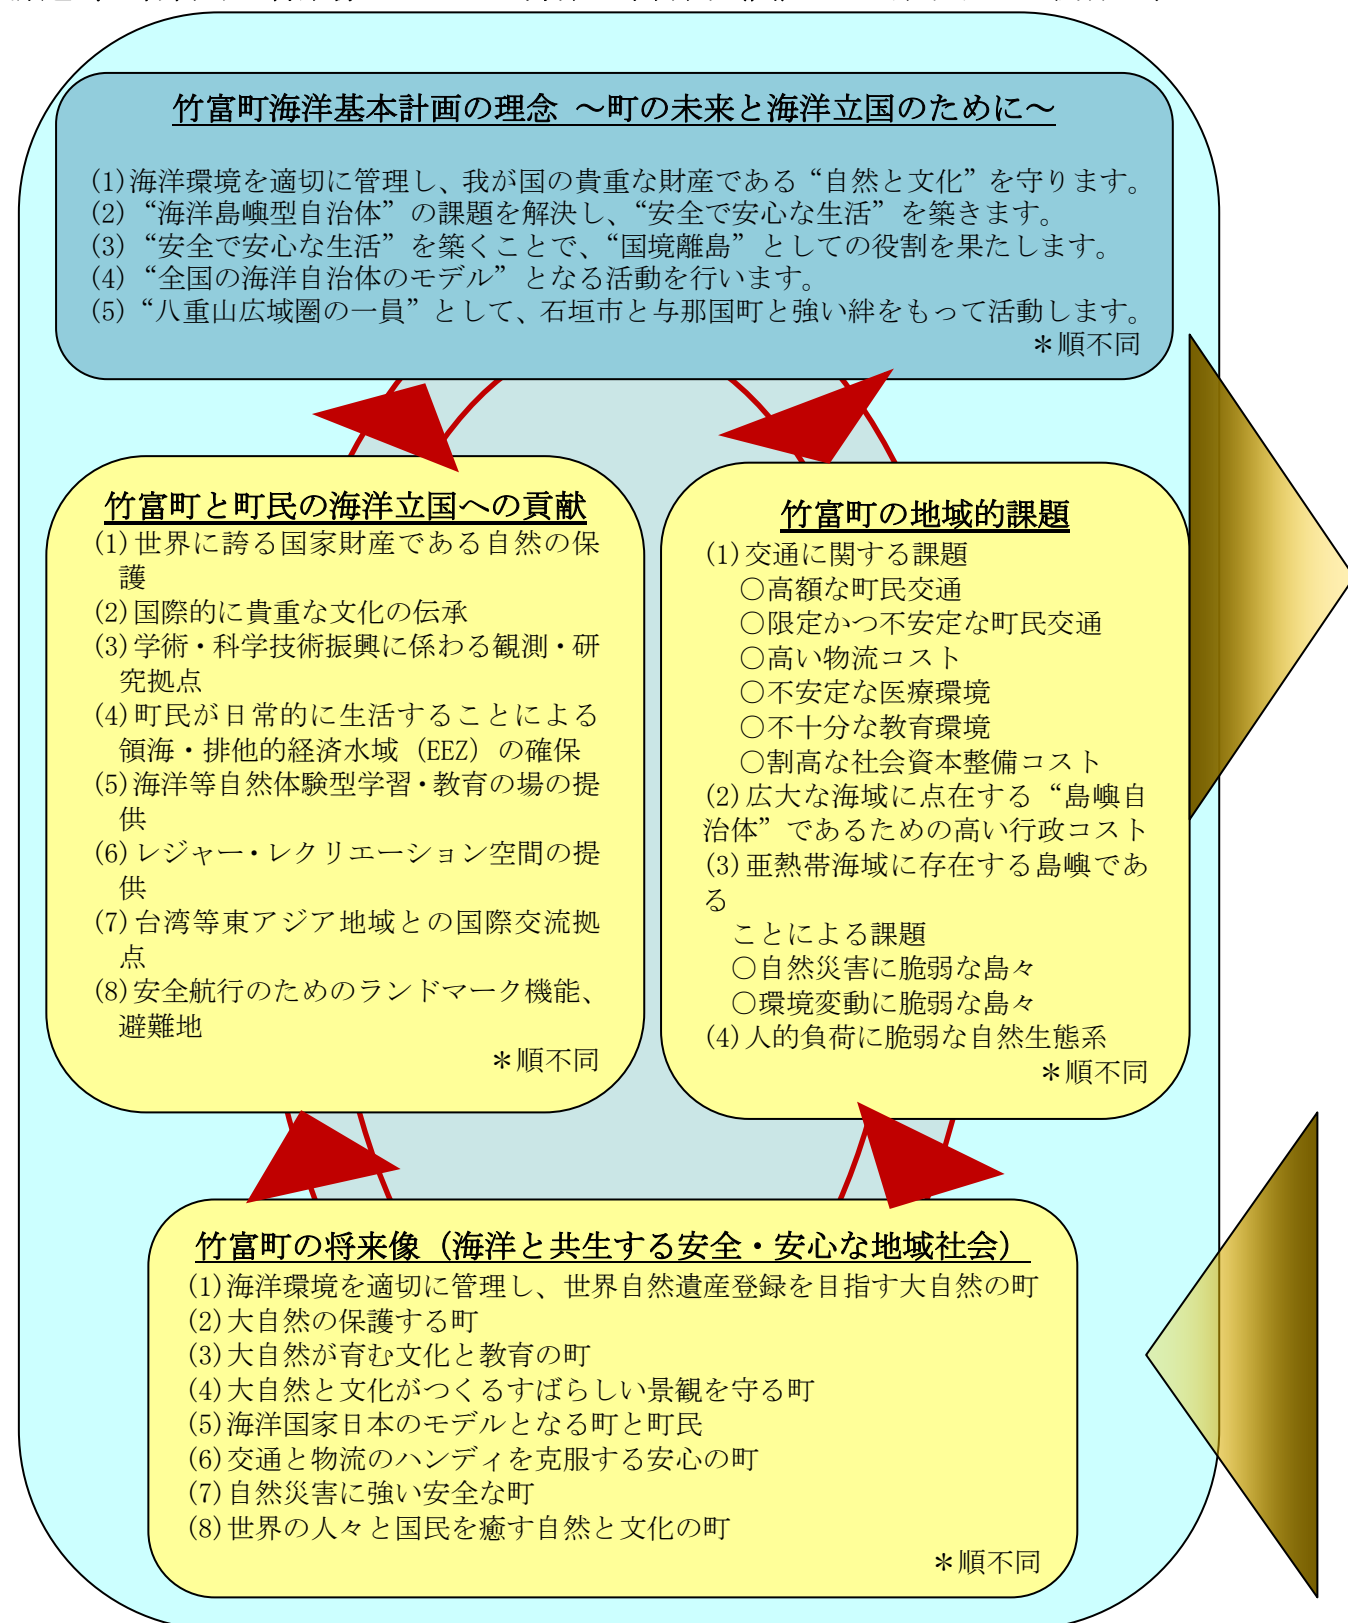 竹富町海洋基本計画の理念 ～町の未来と海洋立国のために～
(1)海洋環境を適切に管理し、我が国の貴重な財産である“自然と文化”を守ります。
(2)“海洋島嶼型自治体”の課題を解決し、“安全で安心な生活”を築きます。
(3)“安全で安心な生活”を築くことで、“国境離島”としての役割を果たします。
(4)“全国の海洋自治体のモデル”となる活動を行います。
(5)“八重山広域圏の一員”として、石垣市と与那国町と強い絆をもって活動します。
＊順不同
竹富町と町民の海洋立国への貢献
(1)世界に誇る国家財産である自然の保
護
(2)国際的に貴重な文化の伝承
(3)学術・科学技術振興に係わる観測・研
究拠点
(4)町民が日常的に生活することによる
領海・排他的経済水域（EEZ）の確保
(5)海洋等自然体験型学習・教育の場の提
供
(6)レジャー・レクリエーション空間の提
供
(7)台湾等東アジア地域との国際交流拠
点
(8)安全航行のためのランドマーク機能、
避難地
＊順不同
竹富町の地域的課題
(1)交通に関する課題
○高額な町民交通
○限定かつ不安定な町民交通
○高い物流コスト
○不安定な医療環境
○不十分な教育環境
○割高な社会資本整備コスト
(2)広大な海域に点在する“島嶼自
治体”であるための高い行政コスト
(3)亜熱帯海域に存在する島嶼であ
る
ことによる課題
○自然災害に脆弱な島々
○環境変動に脆弱な島々
(4)人的負荷に脆弱な自然生態系
＊順不同
竹富町の将来像（海洋と共生する安全・安心な地域社会）
(1)海洋環境を適切に管理し、世界自然遺産登録を目指す大自然の町
(2)大自然の保護する町
(3)大自然が育む文化と教育の町
(4)大自然と文化がつくるすばらしい景観を守る町
(5)海洋国家日本のモデルとなる町と町民
(6)交通と物流のハンディを克服する安心の町
(7)自然災害に強い安全な町
(8)世界の人々と国民を癒す自然と文化の町
＊順不同